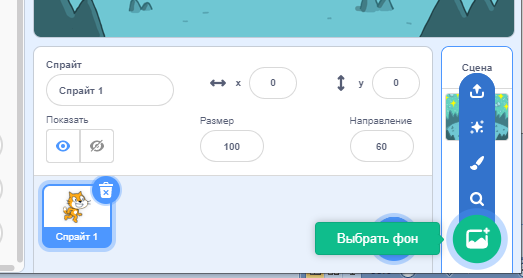 Спрайт
Спрайт 1
x
0
y
0
Сцена
Показать
Размер
100
Направление
60
Спрайт 1
Выбрать фон